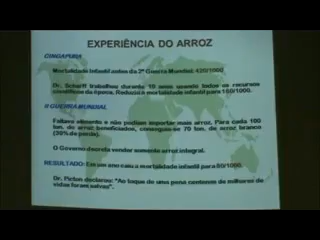 EXPERIÊNCIA DO ARROZ
CINGAPURA
Mortalidade Infantil antes da 2ª Guerra Mundial: 420/1000
Dr. Scharff trabalhou durante 15 anos usando todos os recursos
científicos da época. Reduziu a mortalidade infantil para 160/1000.
II GUERRA MUNDIAL
Faltava alimento e não podiam importar mais arroz. Para cada 100
ton. de arroz beneficiados, conseguia-se 70 ton. de arroz branco
(30% de perda).
O Governo decreta vender somente arroz integral.
RESULTADO: Em um ano caiu a mortalidade infantil para 80/1000.
Dr. declarou: "Ao toque de uma pena centenas de milhares de
vidas foram salvas".